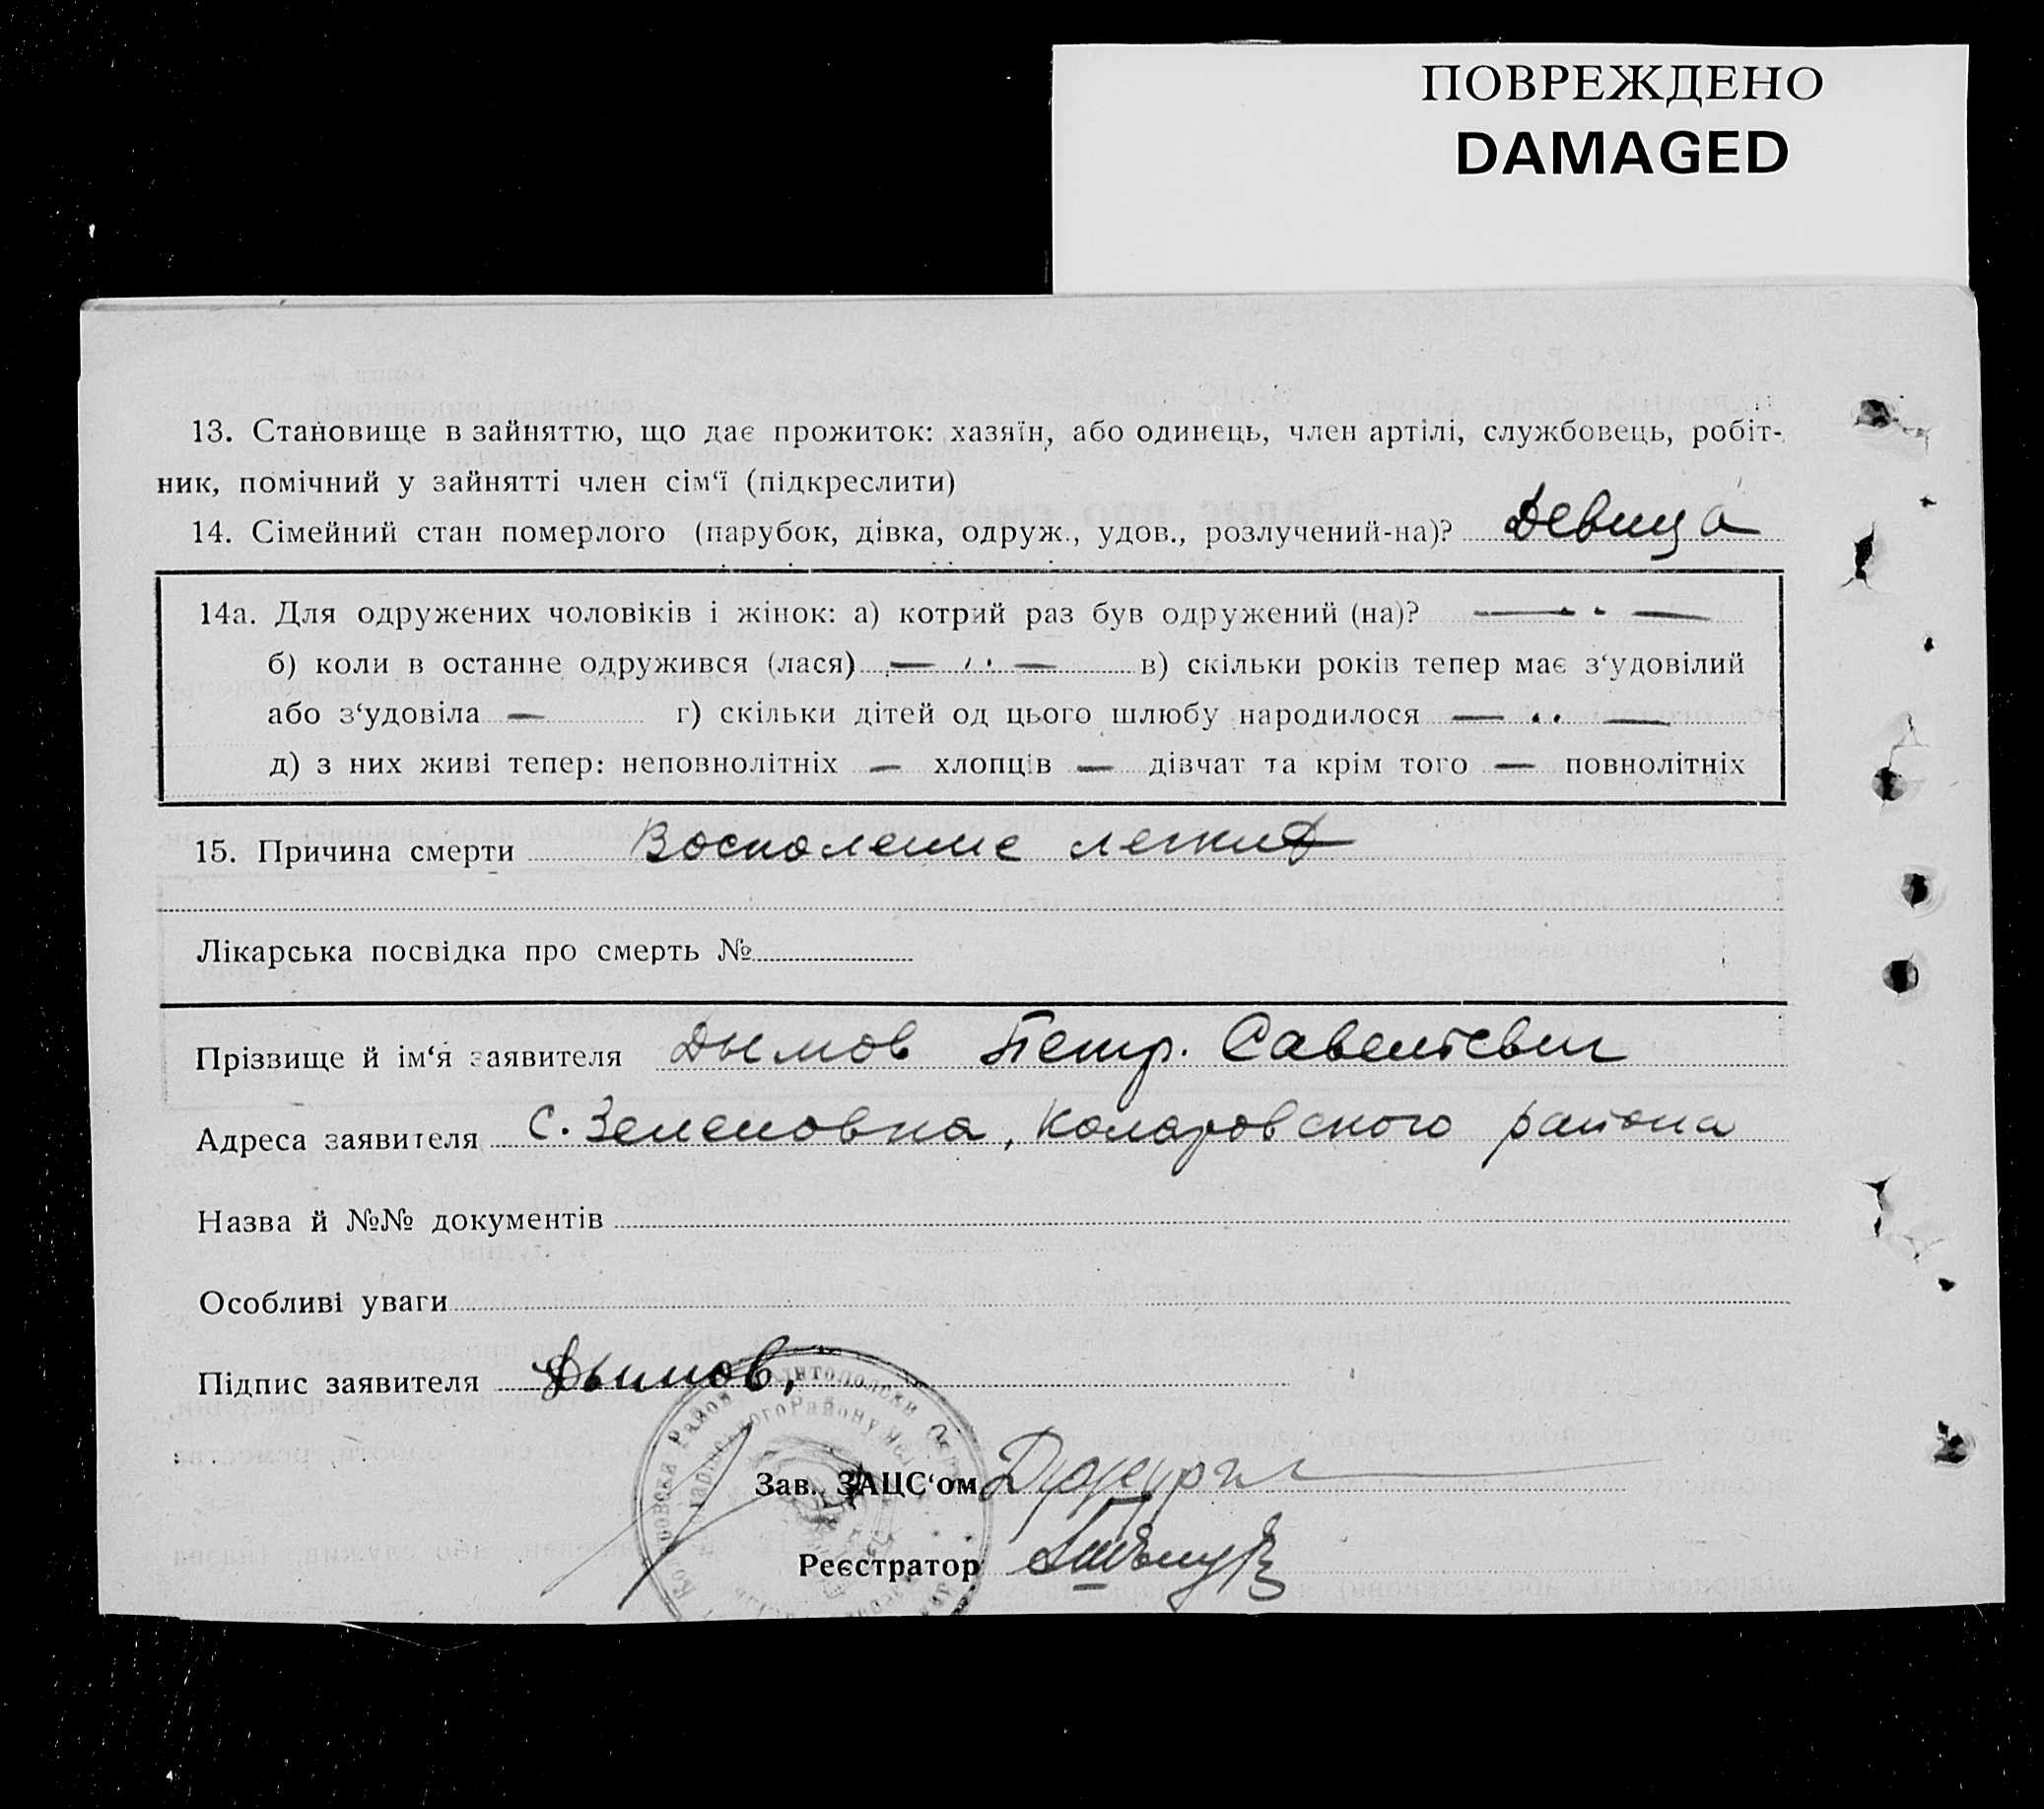 ПОВРЕЖДЕНО
DAMAGED
13. Становище в зайняттю, що дає прожиток: хазяїн, або одинець, член артілі, службовець, робіт-
ник, помічний у зайнятті член сім‘ї (підкреслити)
14. Сімейний стан померлого (парубок, дівка, одруж., удов., розлучений-на)? Девица
14а. Для одружених чоловіків і жінок: а) котрий раз був одружений (на)? — „ —
б) коли в останнє одружився (лася) — „ — в) скільки років тепер має з‘удовілий
або з‘удовіла — г) скільки дітей од цього шлюбу народилося — „ —
д) з них живі тепер: неповнолітніх — хлопців — дівчат та крім того — повнолітніх
15. Причина смерти Воспаление легких
Лікарська посвідка про смерть №
Прізвище й ім‘я заявителя Дымов Петр. Савельевич
Адреса заявителя с. Зеленовка, Коларовского района
Назва й №№ документів
Особливі уваги
Підпис заявителя Дымов,
Зав. ЗАЦС‘ом
Реєстратор